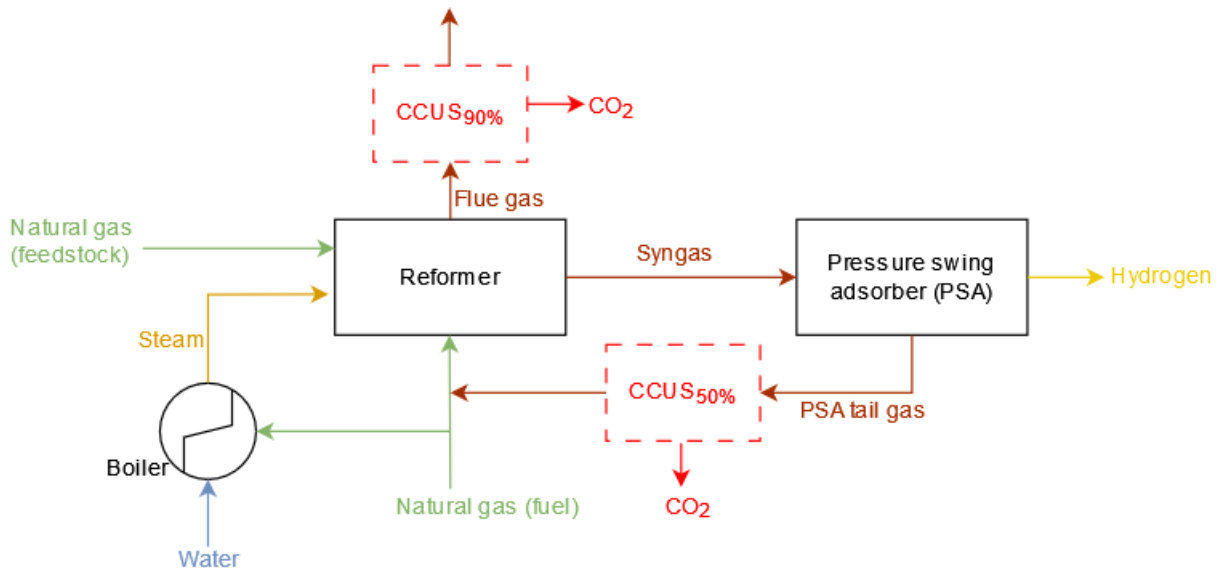 CCUS90%
CO2
Flue gas
Natural gas
(feedstock)
Reformer
Syngas
Pressure swing
adsorber (PSA)
Hydrogen
Steam
CCUS50%
PSA tail gas
Boiler
Natural gas (fuel)
CO2
Water